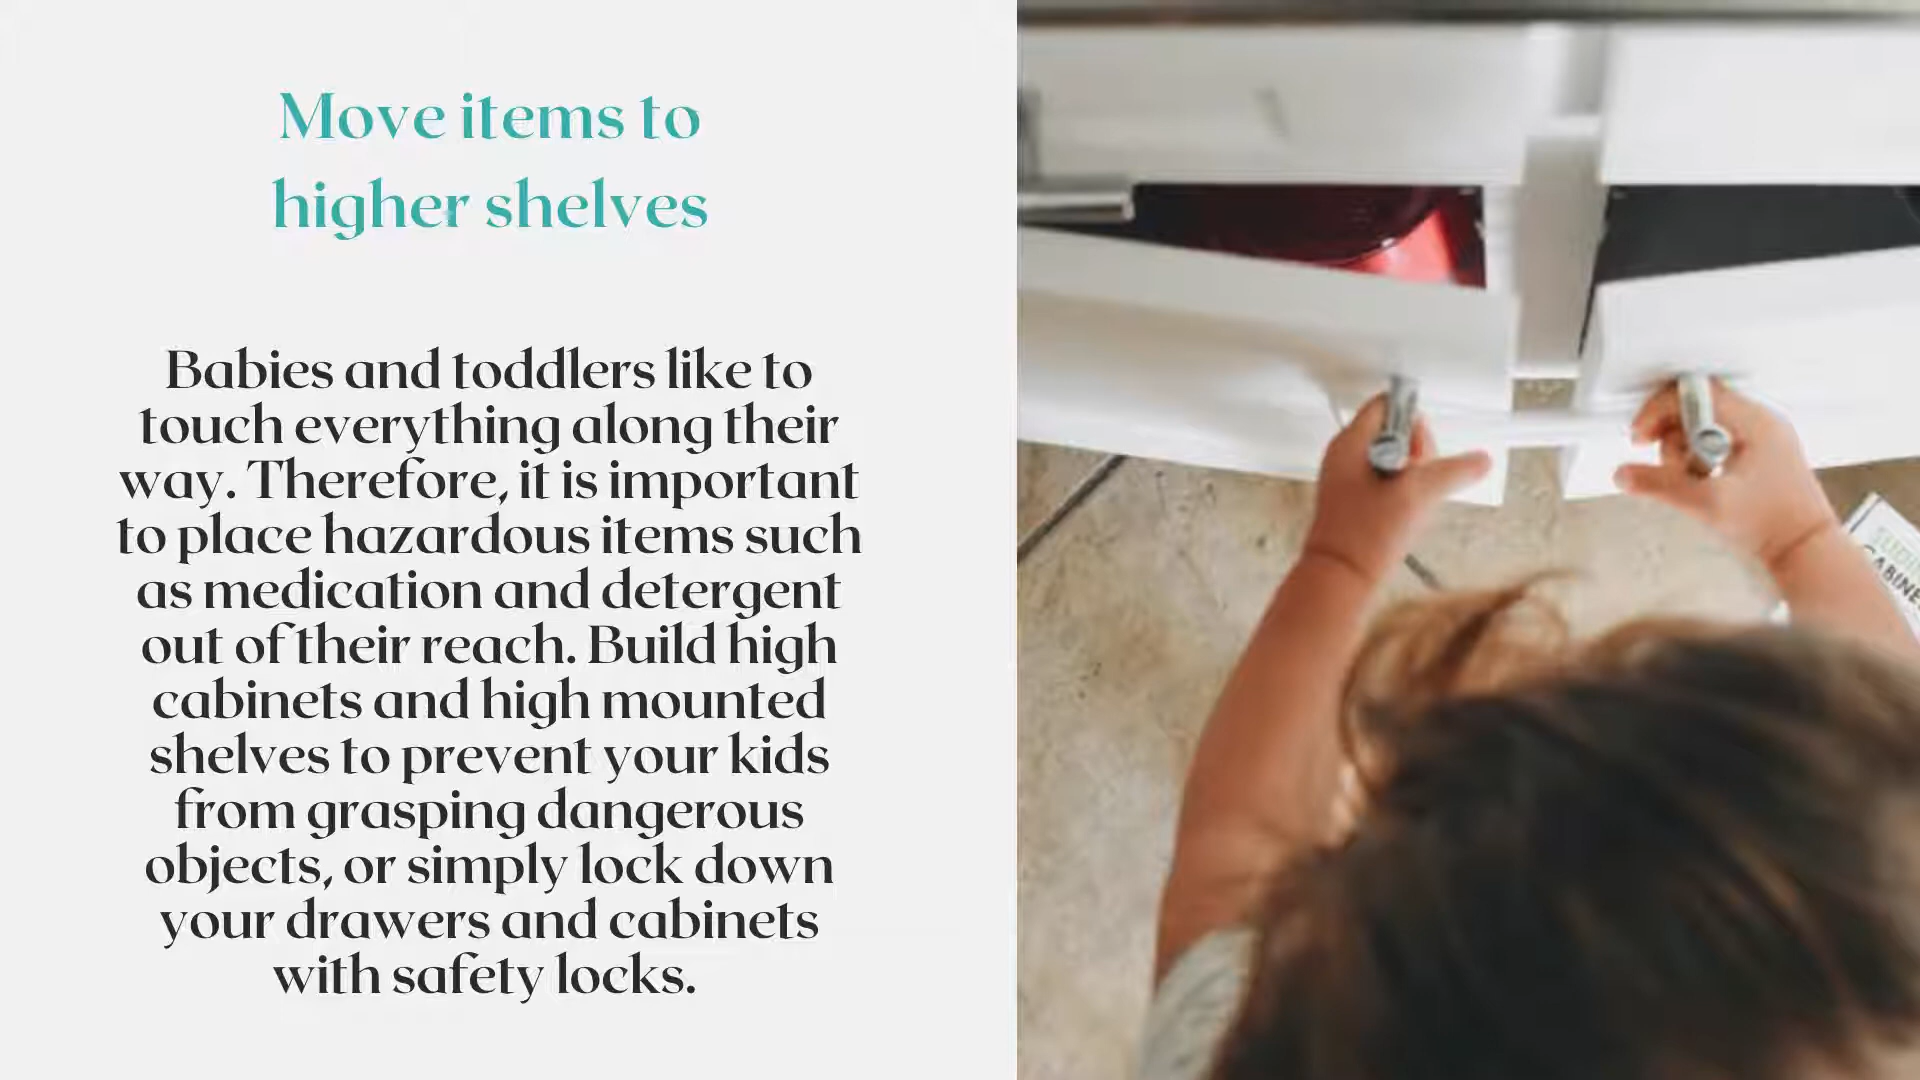 Move items to
higher shelves
Babies and toddlers like to
touch everything along their
way. Therefore, it is important
to place hazardous items such
as medication and detergent
out of their reach. Build high
cabinets and high mounted
shelves to prevent your kids
from grasping dangerous
objects, or simply lock down
your drawers and cabinets
with safety locks.